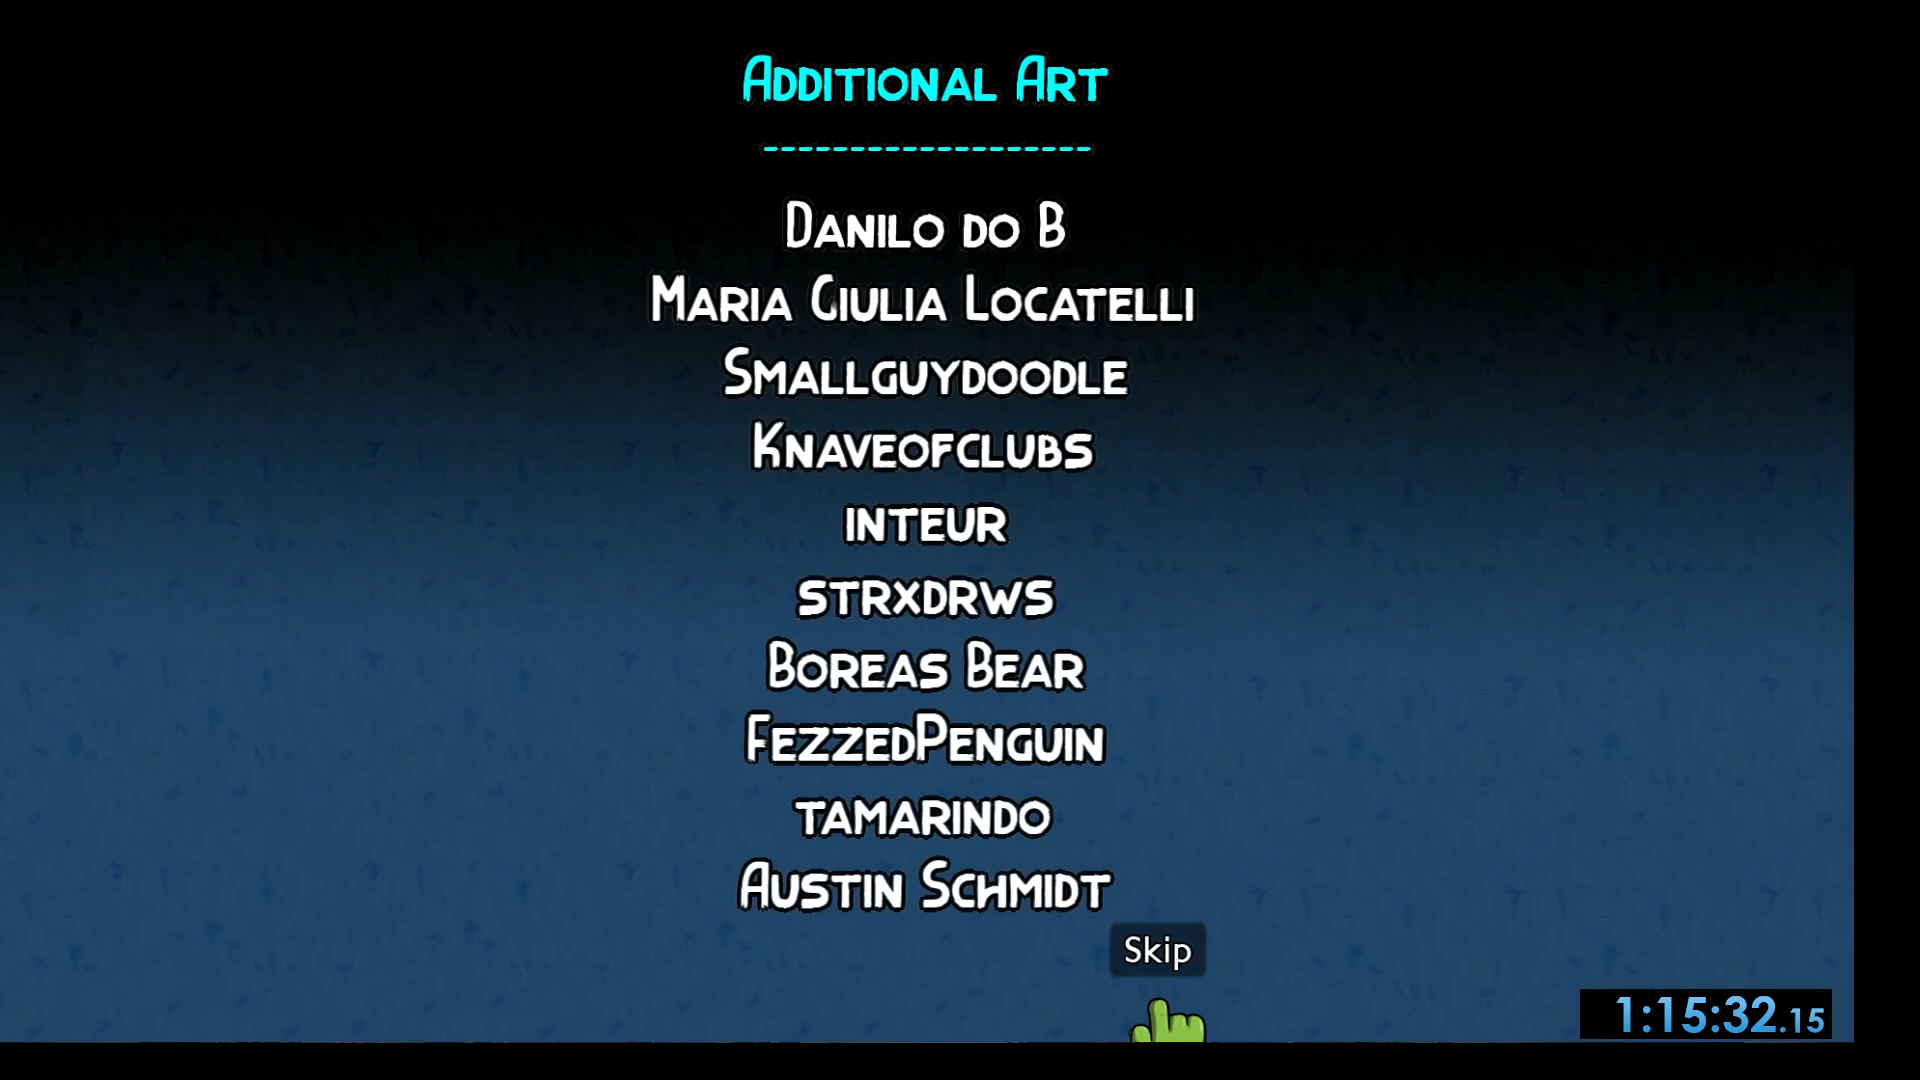 Additional Art
-------------------
Danilo do B
Maria Giulia Locatelli
Smallguydoodle
Knaveofclubs
inteur
strxdrws
Boreas Bear
FezzedPenguin
tamarindo
Austin Schmidt
Skip
1:15:32.15